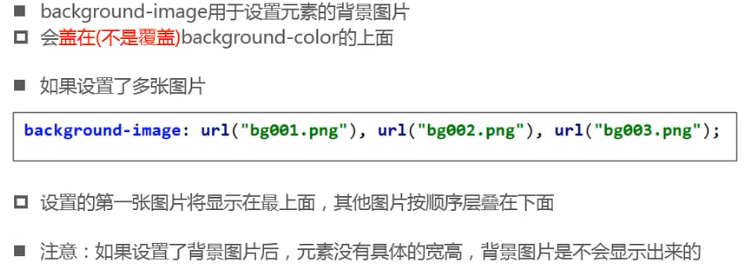 ■ background-image用于设置元素的背景图片
□ 会盖在(不是覆盖)background-color的上面
■ 如果设置了多张图片
background-image: url("bg001.png"), url("bg002.png"), url("bg003.png");
□ 设置的第一张图片将显示在最上面，其他图片按顺序层叠在下面
■ 注意：如果设置了背景图片后，元素没有具体的宽高，背景图片是不会显示出来的